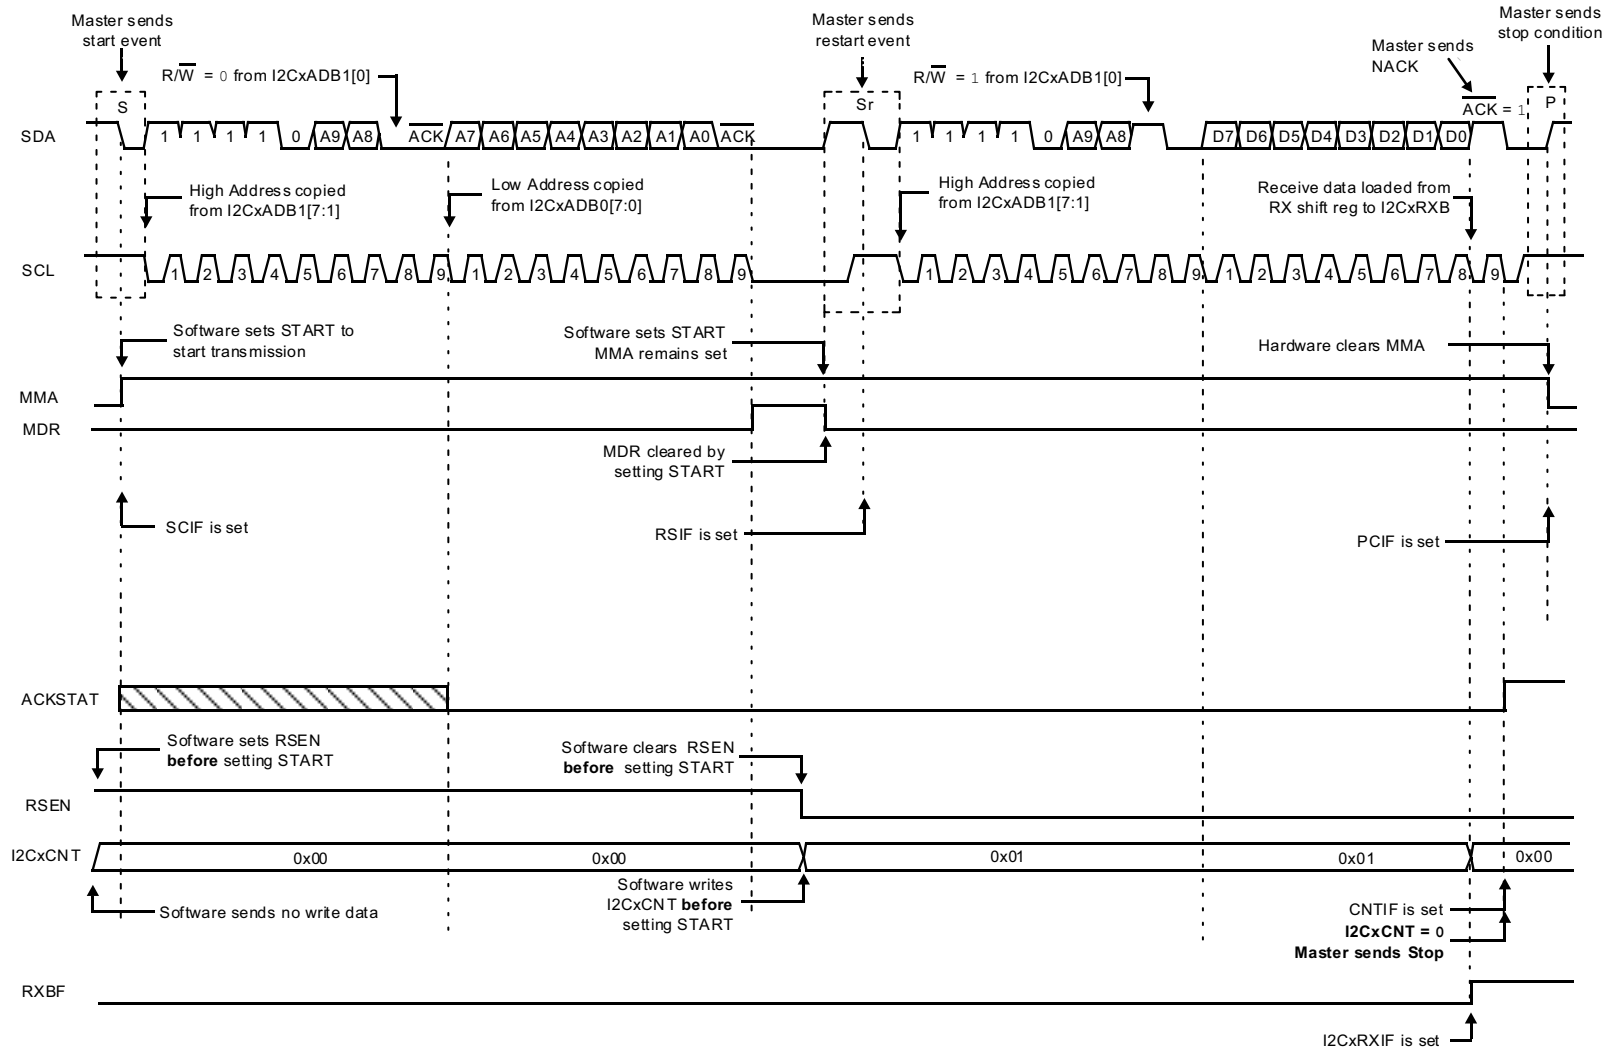 Master sends
start event
Master sends
restart event
Master sends
stop condition
Master sends
NACK
R/W = 0 from I2CxADB1[0]
R/W = 1 from I2CxADB1[0]
S
Sr
ACK = 1
P
SDA
1 1 1 1 0 A9 A8 ACK A7 A6 A5 A4 A3 A2 A1 A0 ACK
1 1 1 1 0 A9 A8 D7 D6 D5 D4 D3 D2 D1 D0
High Address copied
from I2CxADB1[7:1]
Low Address copied
from I2CxADB0[7:0]
High Address copied
from I2CxADB1[7:1]
Receive data loaded from
RX shift reg to I2CxRXB
SCL
1 2 3 4 5 6 7 8 9 1 2 3 4 5 6 7 8 9
1 2 3 4 5 6 7 8 9 1 2 3 4 5 6 7 8 9
Software sets START to
start transmission
Software sets START
MMA remains set
Hardware clears MMA
MMA
MDR
MDR cleared by
setting START
SCIF is set
RSIF is set
PCIF is set
ACKSTAT
Software sets RSEN
before setting START
Software clears RSEN
before setting START
RSEN
I2CxCNT
0x00
0x00
0x01
0x01
0x00
Software sends no write data
Software writes
I2CxCNT before
setting START
CNTIF is set
I2CxCNT = 0
Master sends Stop
RXBF
I2CxRXIF is set